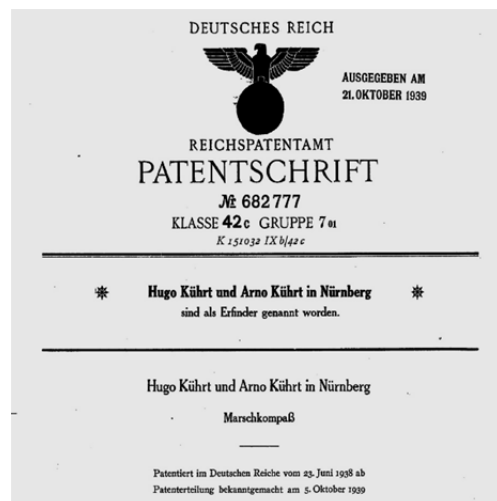 DEUTSCHES REICH
AUSGEGEBEN AM
21. OKTOBER 1939
REICHSPATENTAMT
PATENTSCHRIFT
№ 682777
KLASSE 42c GRUPPE 7 01
K 151032 IX b/42 c
Hugo Kührt und Arno Kührt in Nürnberg
sind als Erfinder genannt worden.
Hugo Kührt und Arno Kührt in Nürnberg
Marschkompaß
Patentiert im Deutschen Reiche vom 23. Juni 1938 ab
Patenterteilung bekanntgemacht am 5. Oktober 1939